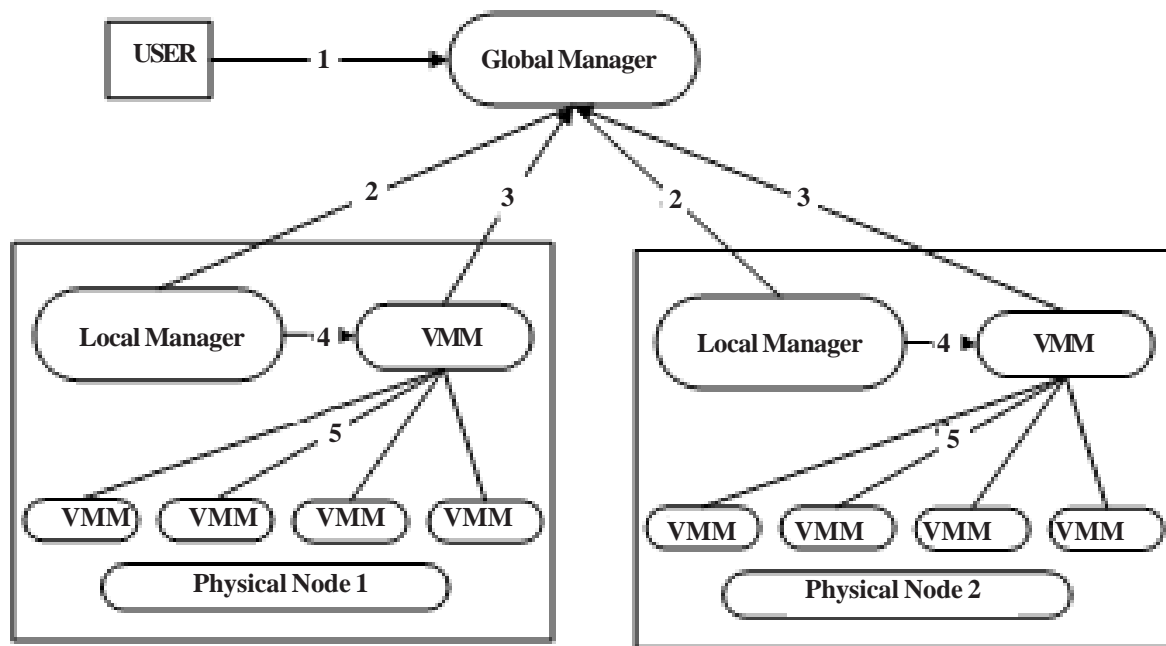 USER
1
Global Manager
2
3
2
3
Local Manager
4
VMM
Local Manager
4
VMM
5
5
VMM
VMM
VMM
VMM
VMM
VMM
VMM
VMM
Physical Node 1
Physical Node 2